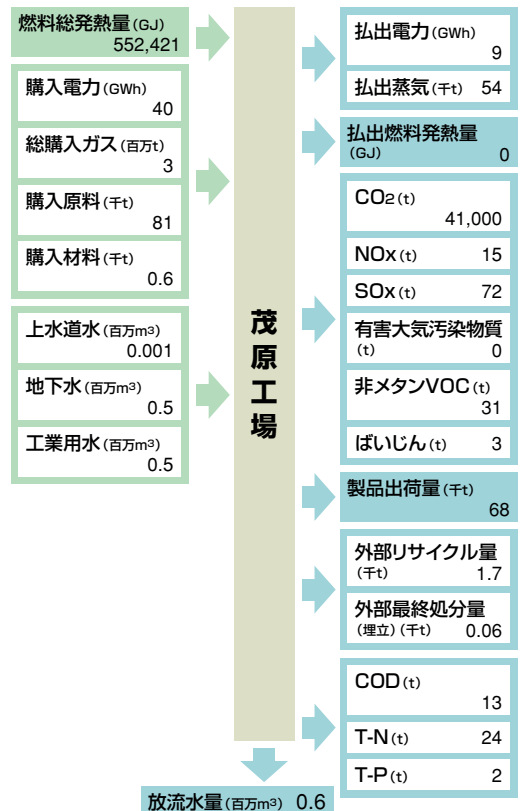 燃料総発熱量(GJ)
552,421
購入電力(GWh)
40
総購入ガス(百万t)
3
購入原料(千t)
81
購入材料(千t)
0.6
上水道水(百万m³)
0.001
地下水(百万m³)
0.5
工業用水(百万m³)
0.5
茂原工場
払出電力(GWh)
9
払出蒸気(千t) 54
払出燃料発熱量
(GJ) 0
CO₂(t)
41,000
NOx(t) 15
SOx(t) 72
有害大気汚染物質
(t) 0
非メタンVOC(t)
31
ばいじん(t) 3
製品出荷量(千t)
68
外部リサイクル量
(千t) 1.7
外部最終処分量
(埋立)(千t) 0.06
COD(t)
13
T-N(t) 24
T-P(t) 2
放流水量(百万m³) 0.6